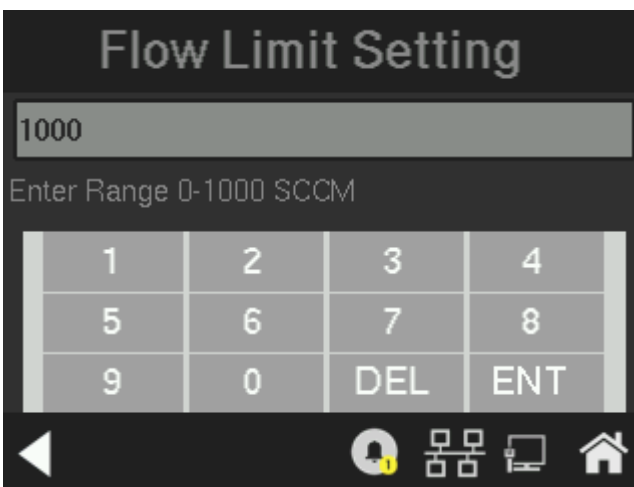 Flow Limit Setting
1000
Enter Range 0-1000 SCCM
1 2 3 4
5 6 7 8
9 0 DEL ENT
1